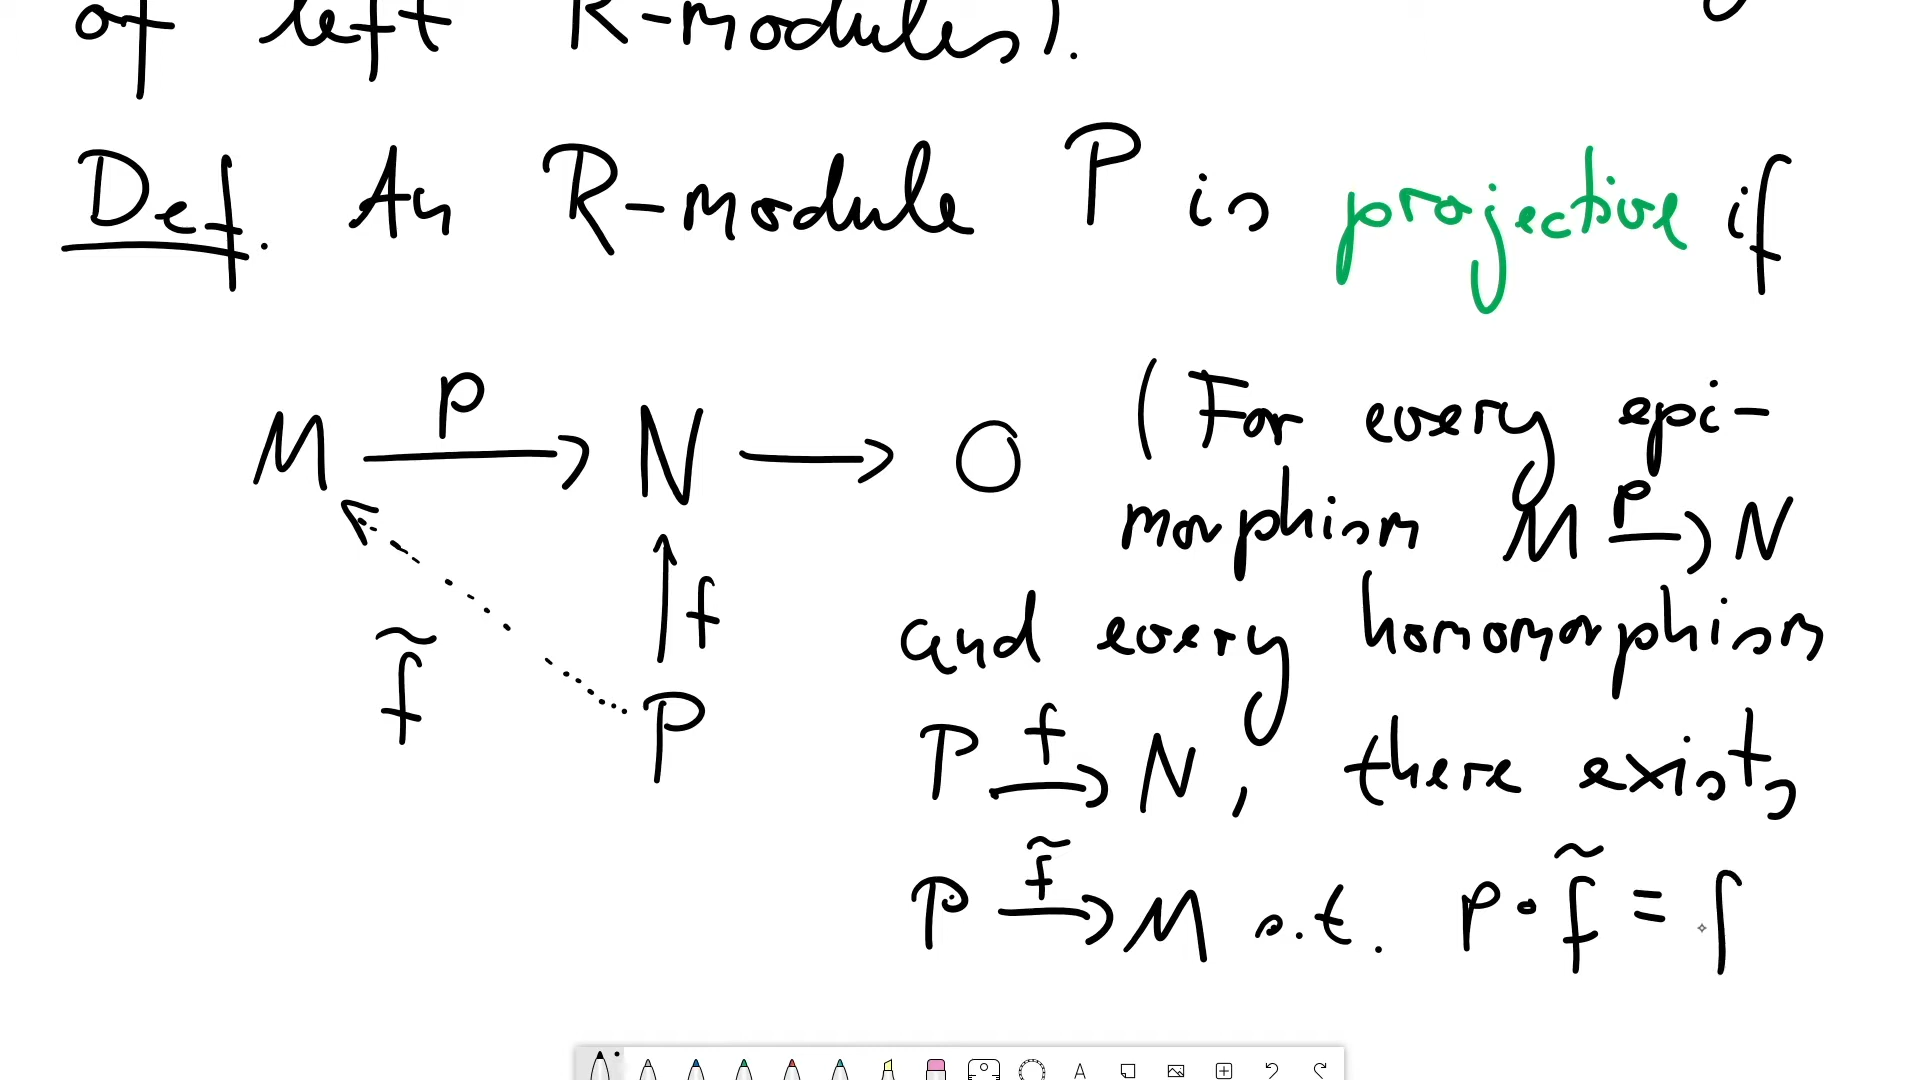 of left R-modules).
Def. An R-module P is projective if
M p→ N → 0 (For every epi-
morphism M p→ N
f
and every homomorphism
f̃
P
P f→ N, there exists
P f̃→ M s.t. p∘f̃ = f
A